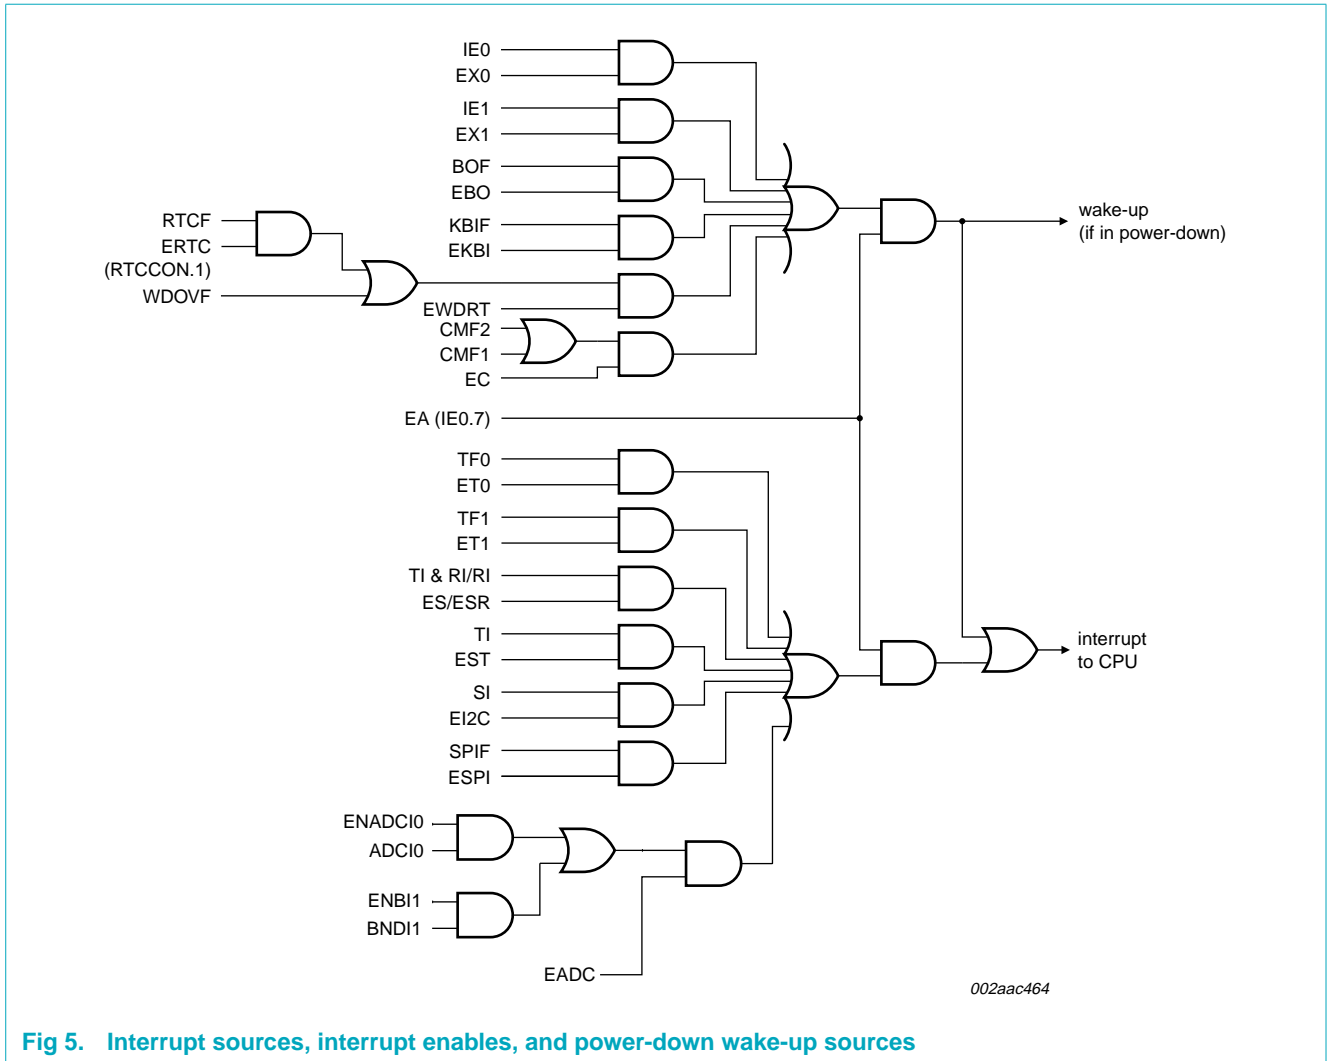 IE0
EX0
IE1
EX1
BOF
EBO
KBIF
EKBI
RTCF
ERTC
(RTCCON.1)
WDOVF
EWDRT
CMF2
CMF1
EC
EA (IE0.7)
wake-up
(if in power-down)
TF0
ET0
TF1
ET1
TI & RI/RI
ES/ESR
TI
EST
SI
EI2C
SPIF
ESPI
interrupt
to CPU
ENADCI0
ADCI0
ENBI1
BNDI1
EADC
002aac464
Fig 5. Interrupt sources, interrupt enables, and power-down wake-up sources